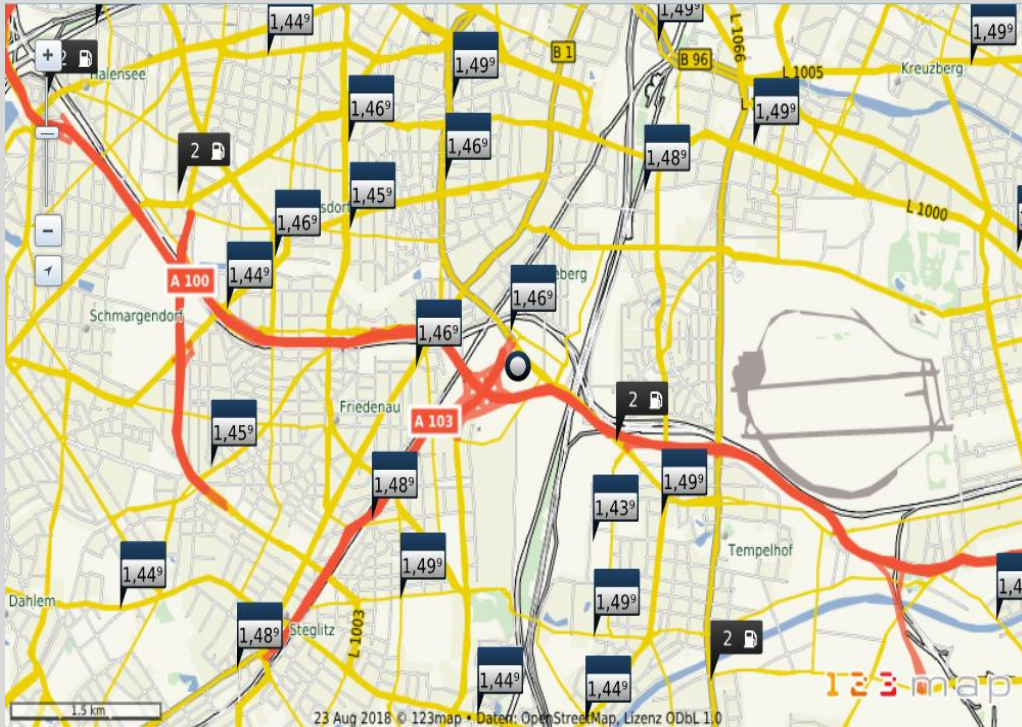 1,44⁹
1,49⁹
1,49⁹
B 1
L 1066
B 96
2
Halensee
1,49⁹
L 1005
Kreuzberg
1,46⁹
1,49⁹
1,46⁹
1,48⁹
2
1,45⁹
1,46⁹
L 1000
1,44⁹
A 100
1,46⁹
Schmargendorf
1,46⁹
Friedenau
2
A 103
1,45⁹
1,48⁹
1,49⁹
1,43⁹
Tempelhof
1,49⁹
1,44⁹
1,49⁹
Dahlem
1,48⁹
Steglitz
L 1003
2
1,44⁹
1,44⁹
123map
1.5 km
23 Aug 2018 © 123map • Daten: OpenStreetMap, Lizenz ODbL 1.0